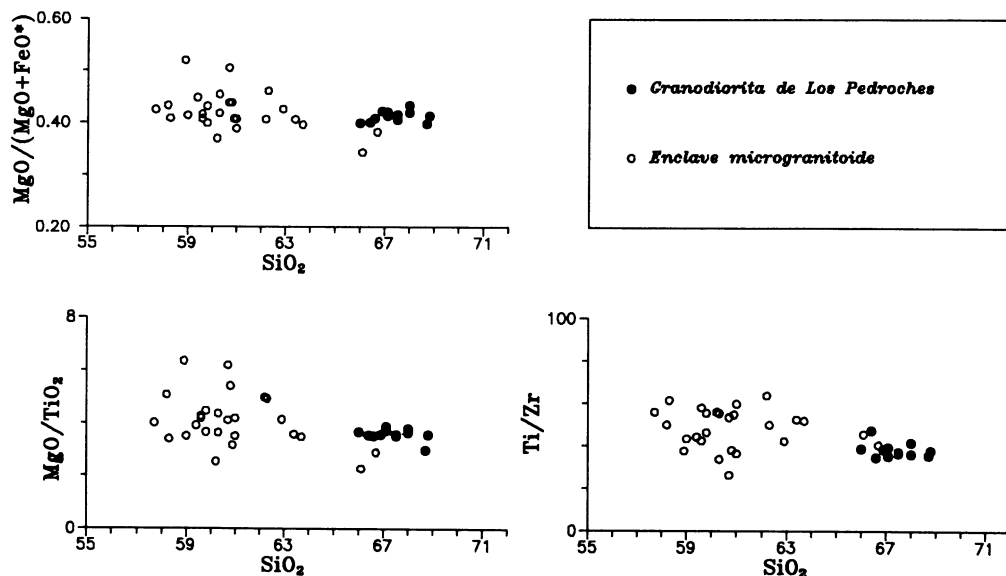 0.60
0.40
0.20
MgO/(MgO+FeO*)
55 59 63 67 71
SiO₂
● Granodiorita de Los Pedroches
○ Enclave microgranitoide
8
0
MgO/TiO₂
55 59 63 67 71
SiO₂
100
0
Ti/Zr
55 59 63 67 71
SiO₂